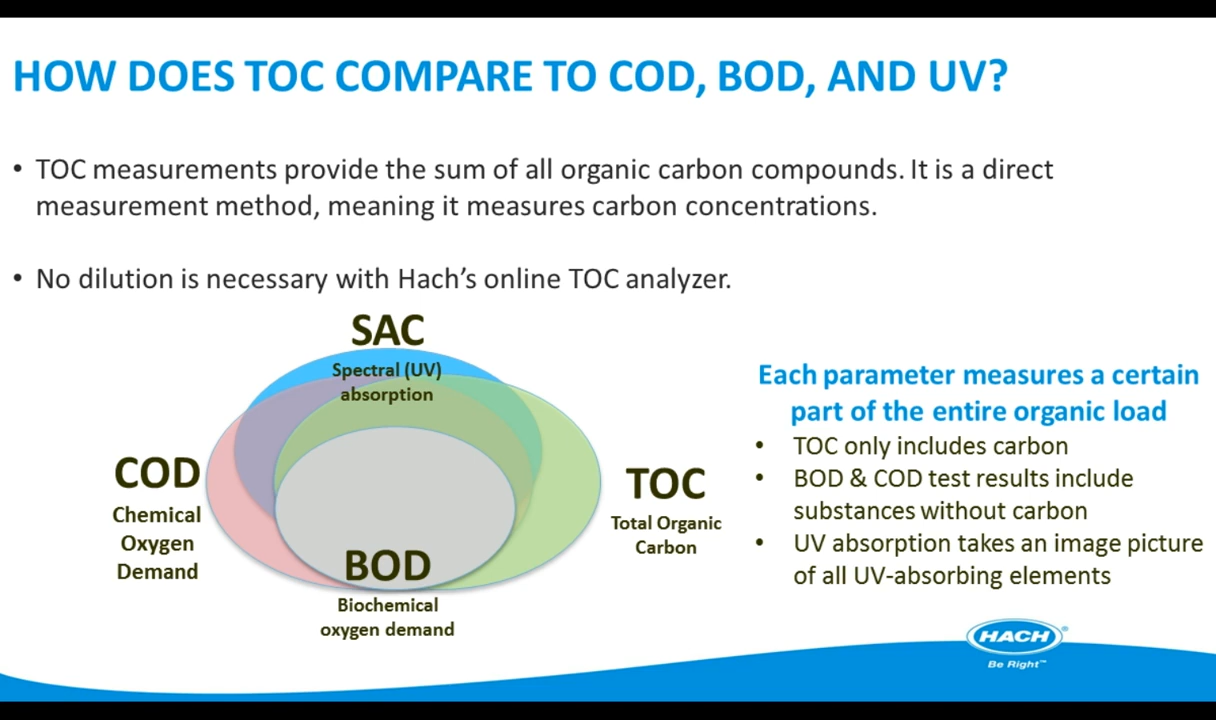 HOW DOES TOC COMPARE TO COD, BOD, AND UV?
• TOC measurements provide the sum of all organic carbon compounds. It is a direct
measurement method, meaning it measures carbon concentrations.
• No dilution is necessary with Hach’s online TOC analyzer.
SAC
Spectral (UV)
absorption
COD
Chemical
Oxygen
Demand
TOC
Total Organic
Carbon
BOD
Biochemical
oxygen demand
Each parameter measures a certain
part of the entire organic load
• TOC only includes carbon
• BOD & COD test results include
substances without carbon
• UV absorption takes an image picture
of all UV-absorbing elements
HACH®
Be Right™